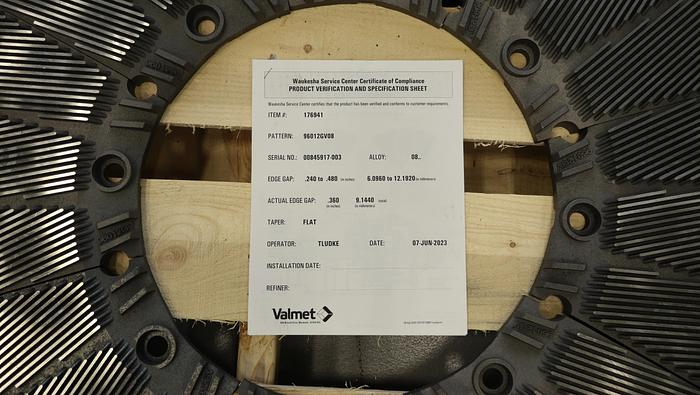 Waukesha Service Center Certificate of Compliance
PRODUCT VERIFICATION AND SPECIFICATION SHEET
Waukesha Service Center certifies that the product has been verified and conforms to customer requirements.
ITEM #: 176941
PATTERN: 96012GV08
SERIAL NO.: 00845917-003 ALLOY: 08..
EDGE GAP: .240 to .480 (in inches) 6.0960 to 12.1920 (in millimeters)
ACTUAL EDGE GAP: .360 9.1440
(in inches) (in millimeters)
TAPER: FLAT
OPERATOR: TLUDKE DATE: 07-JUN-2023
INSTALLATION DATE:
REFINER:
Valmet